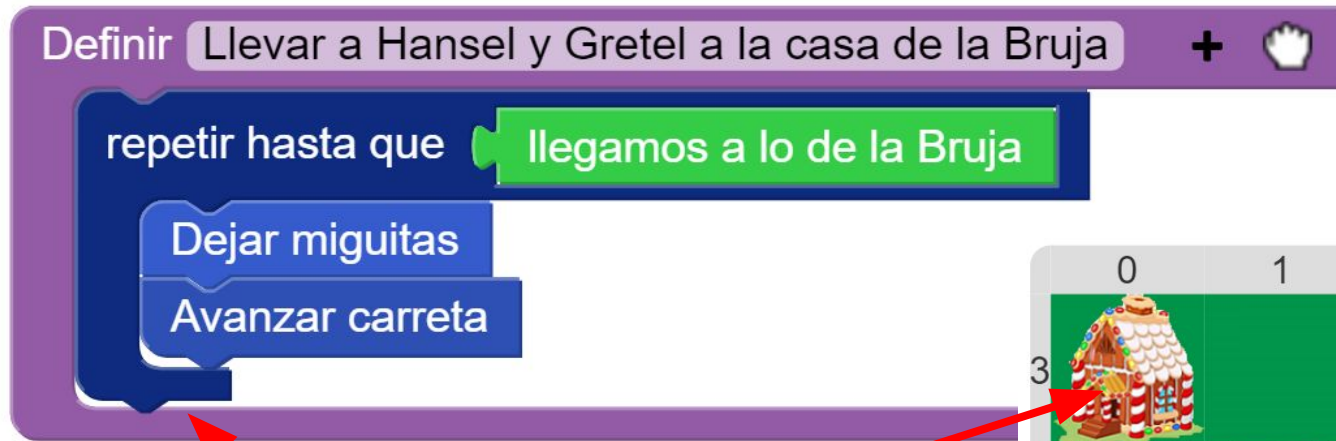 Definir Llevar a Hansel y Gretel a la casa de la Bruja +
repetir hasta que llegamos a lo de la Bruja
Dejar miguitas
Avanzar carreta
0 1
3